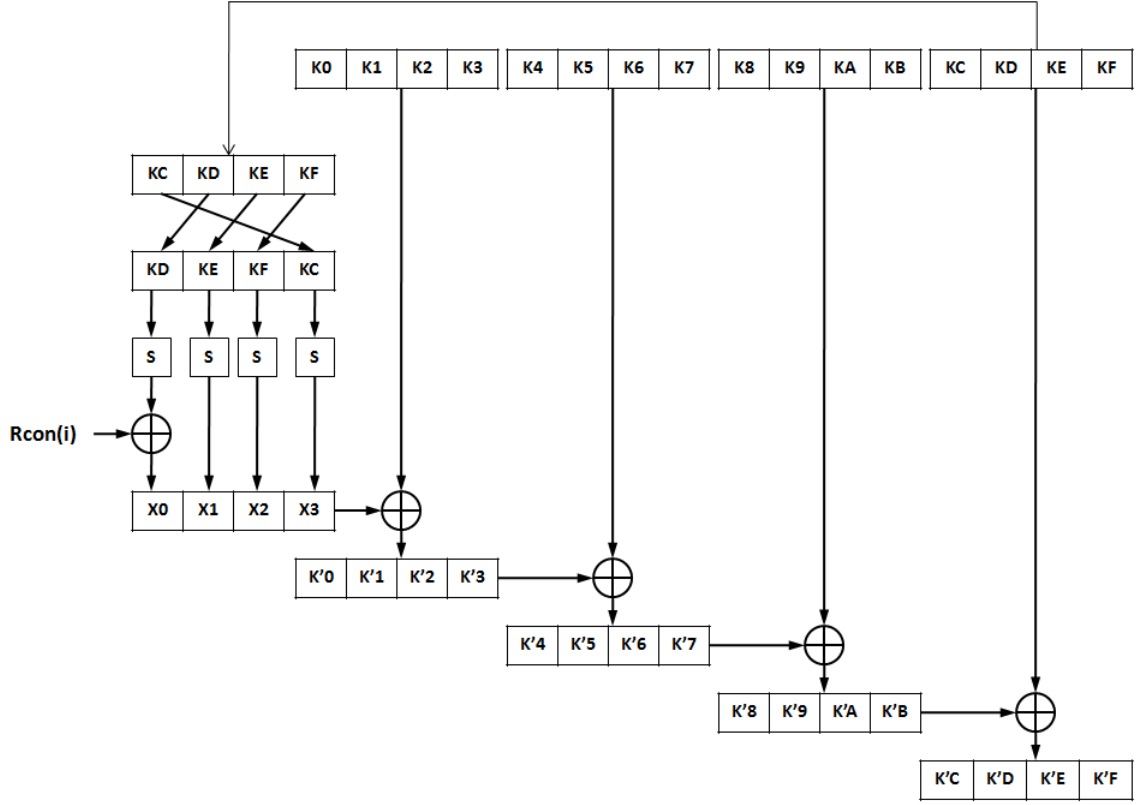 K0 K1 K2 K3 K4 K5 K6 K7 K8 K9 KA KB KC KD KE KF
KC KD KE KF
KD KE KF KC
S S S S
Rcon(i)
X0 X1 X2 X3
K’0 K’1 K’2 K’3
K’4 K’5 K’6 K’7
K’8 K’9 K’A K’B
K’C K’D K’E K’F